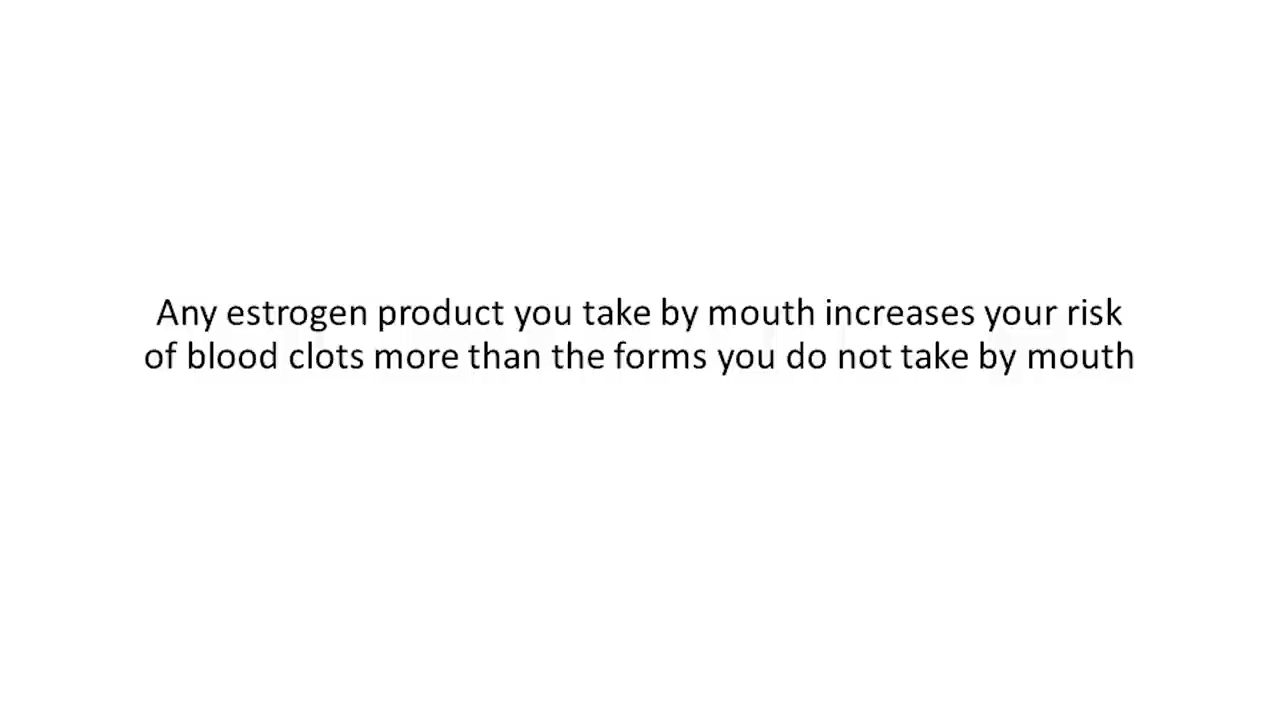 Any estrogen product you take by mouth increases your risk
of blood clots more than the forms you do not take by mouth